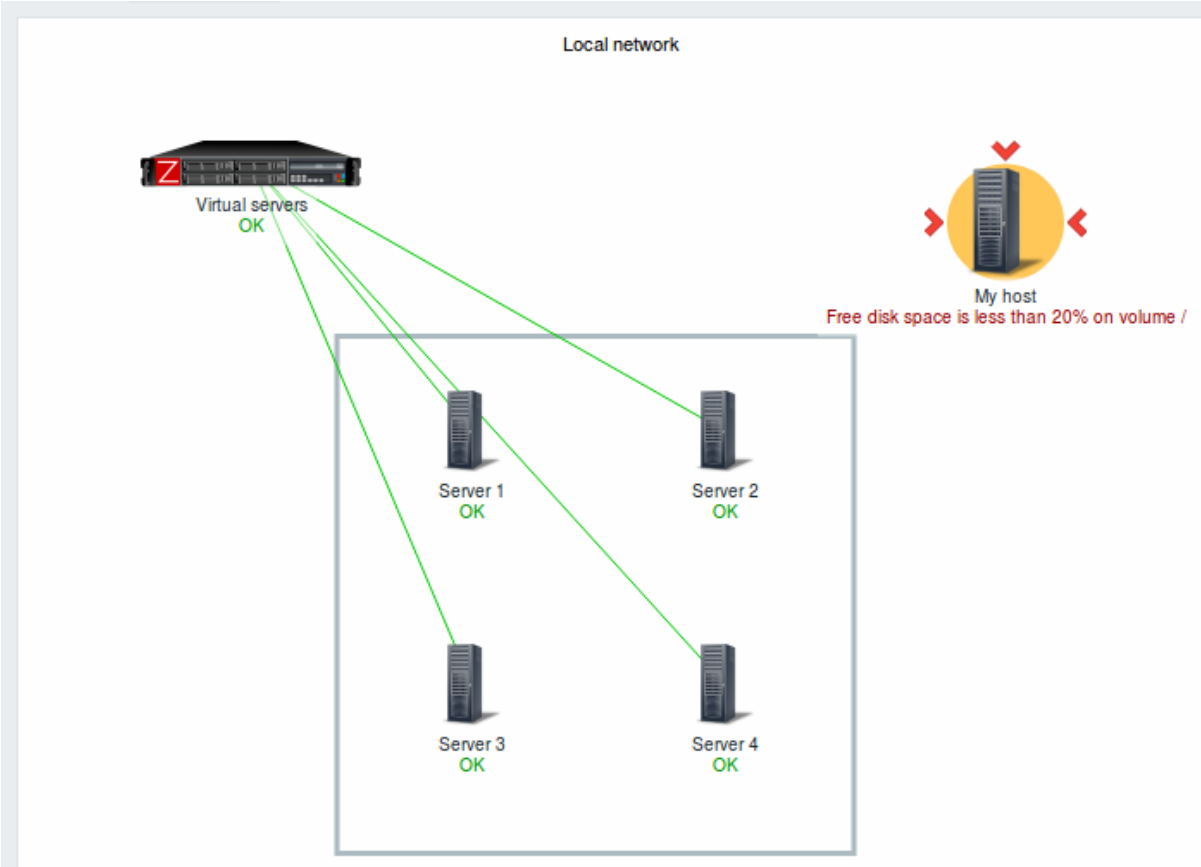 Local network
Z
Virtual servers
OK
My host
Free disk space is less than 20% on volume /
Server 1
OK
Server 2
OK
Server 3
OK
Server 4
OK